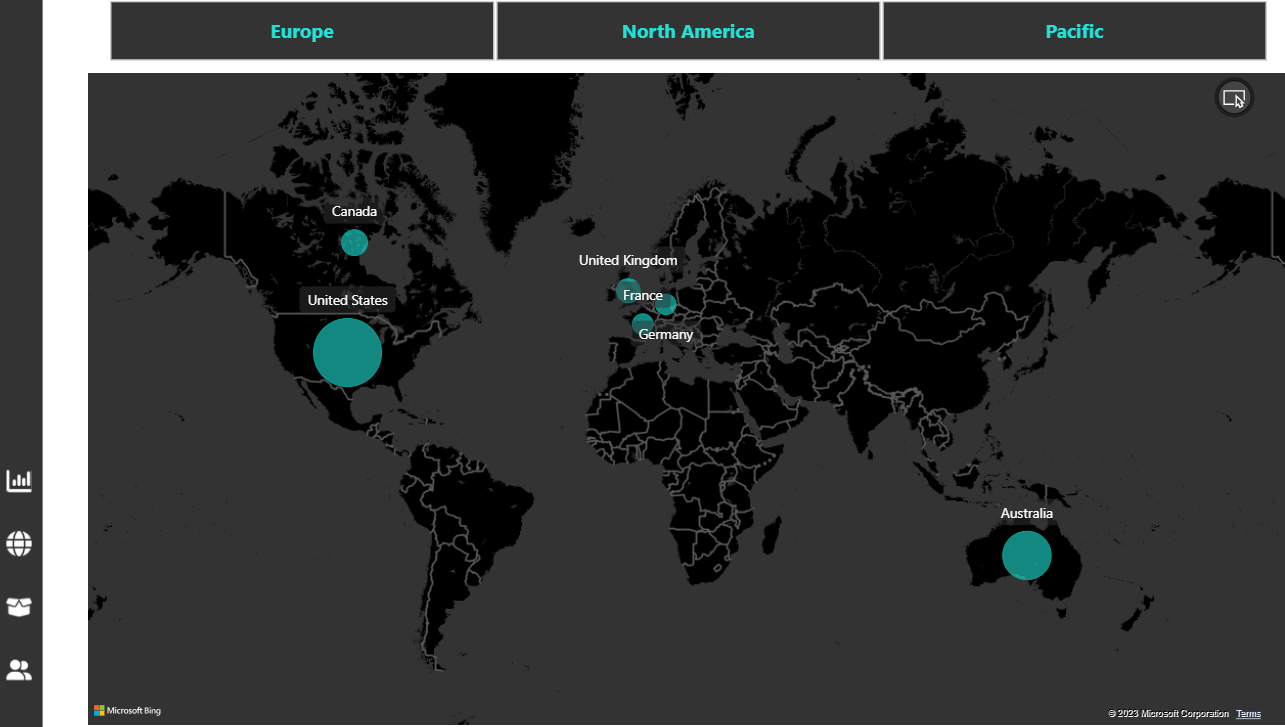 Europe
North America
Pacific
Canada
United Kingdom
United States
France
Germany
Australia
Microsoft Bing
© 2023 Microsoft Corporation Terms